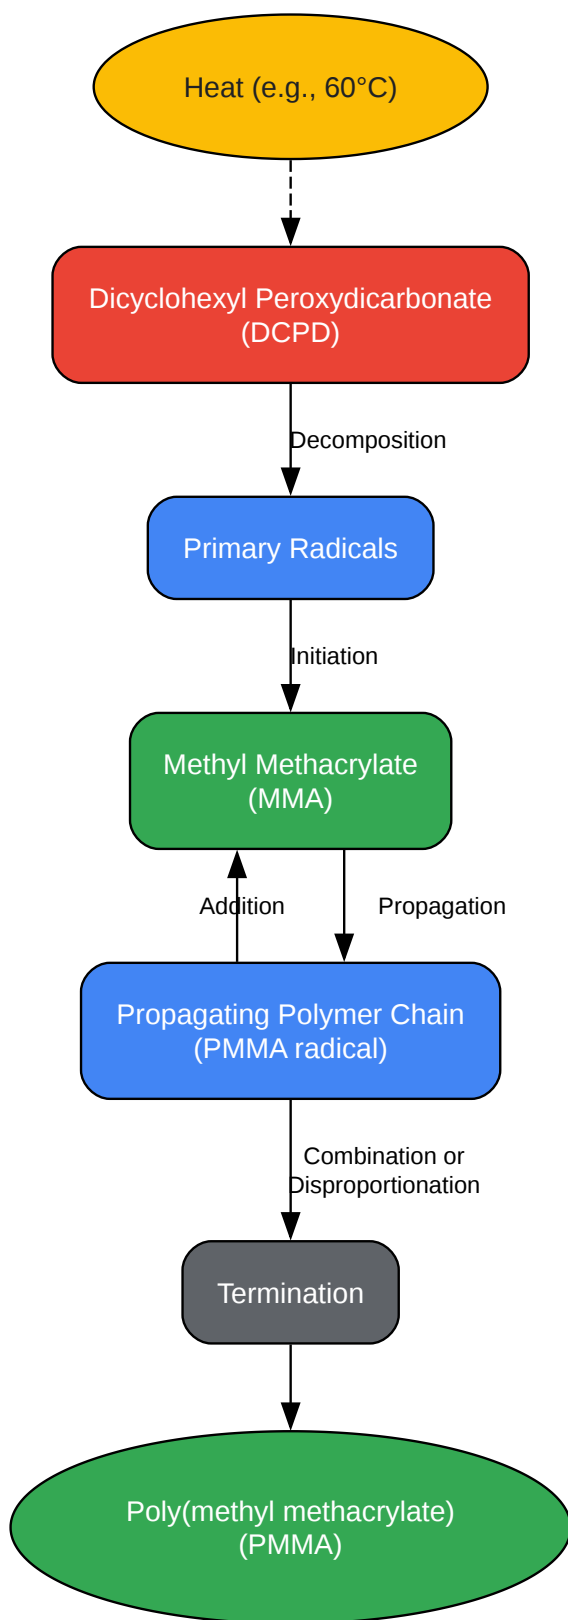 Heat (e.g., 60°C)
Dicyclohexyl Peroxydicarbonate
(DCPD)
Decomposition
Primary Radicals
Initiation
Methyl Methacrylate
(MMA)
Addition
Propagation
Propagating Polymer Chain
(PMMA radical)
Combination or
Disproportionation
Termination
Poly(methyl methacrylate)
(PMMA)